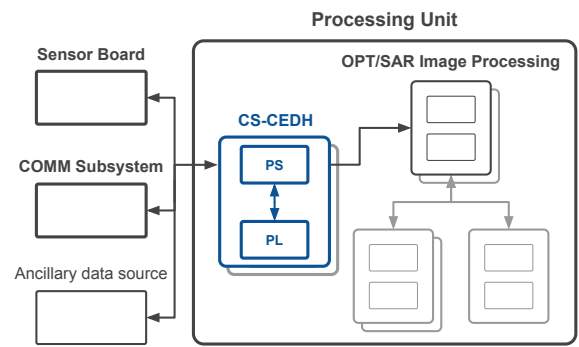 Processing Unit
Sensor Board
OPT/SAR Image Processing
CS-CEDH
PS
COMM Subsystem
PL
Ancillary data source